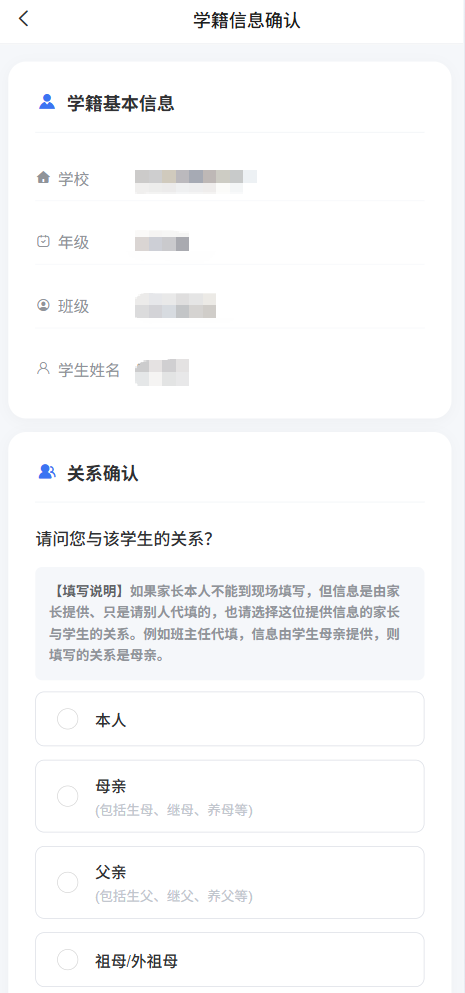 学籍信息确认
学籍基本信息
学校
年级
班级
学生姓名
关系确认
请问您与该学生的关系？
【填写说明】如果家长本人不能到现场填写，但信息是由家
长提供、只是请别人代填的，也请选择这位提供信息的家长
与学生的关系。例如班主任代填，信息由学生母亲提供，则
填写的关系是母亲。
本人
母亲
(包括生母、继母、养母等)
父亲
(包括生父、继父、养父等)
祖母/外祖母